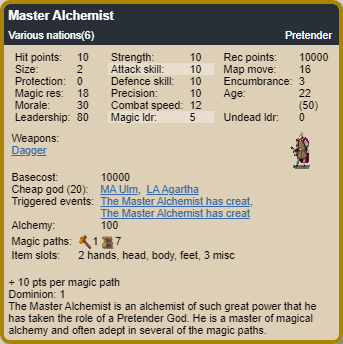 Master Alchemist
Various nations(6) Pretender
Hit points: 10 Strength: 10 Rec points: 10000
Size: 2 Attack skill: 10 Map move: 16
Protection: 0 Defence skill: 10 Encumbrance: 3
Magic res: 18 Precision: 10 Age: 22
Morale: 30 Combat speed: 12 (50)
Leadership: 80 Magic ldr: 5 Undead ldr: 0
Weapons:
Dagger
Basecost: 10000
Cheap god (20): MA Ulm, LA Agartha
Triggered events: The Master Alchemist has creat,
The Master Alchemist has creat
Alchemy: 100
Magic paths: 1 7
Item slots: 2 hands, head, body, feet, 3 misc
+ 10 pts per magic path
Dominion: 1
The Master Alchemist is an alchemist of such great power that he
has taken the role of a Pretender God. He is a master of magical
alchemy and often adept in several of the magic paths.